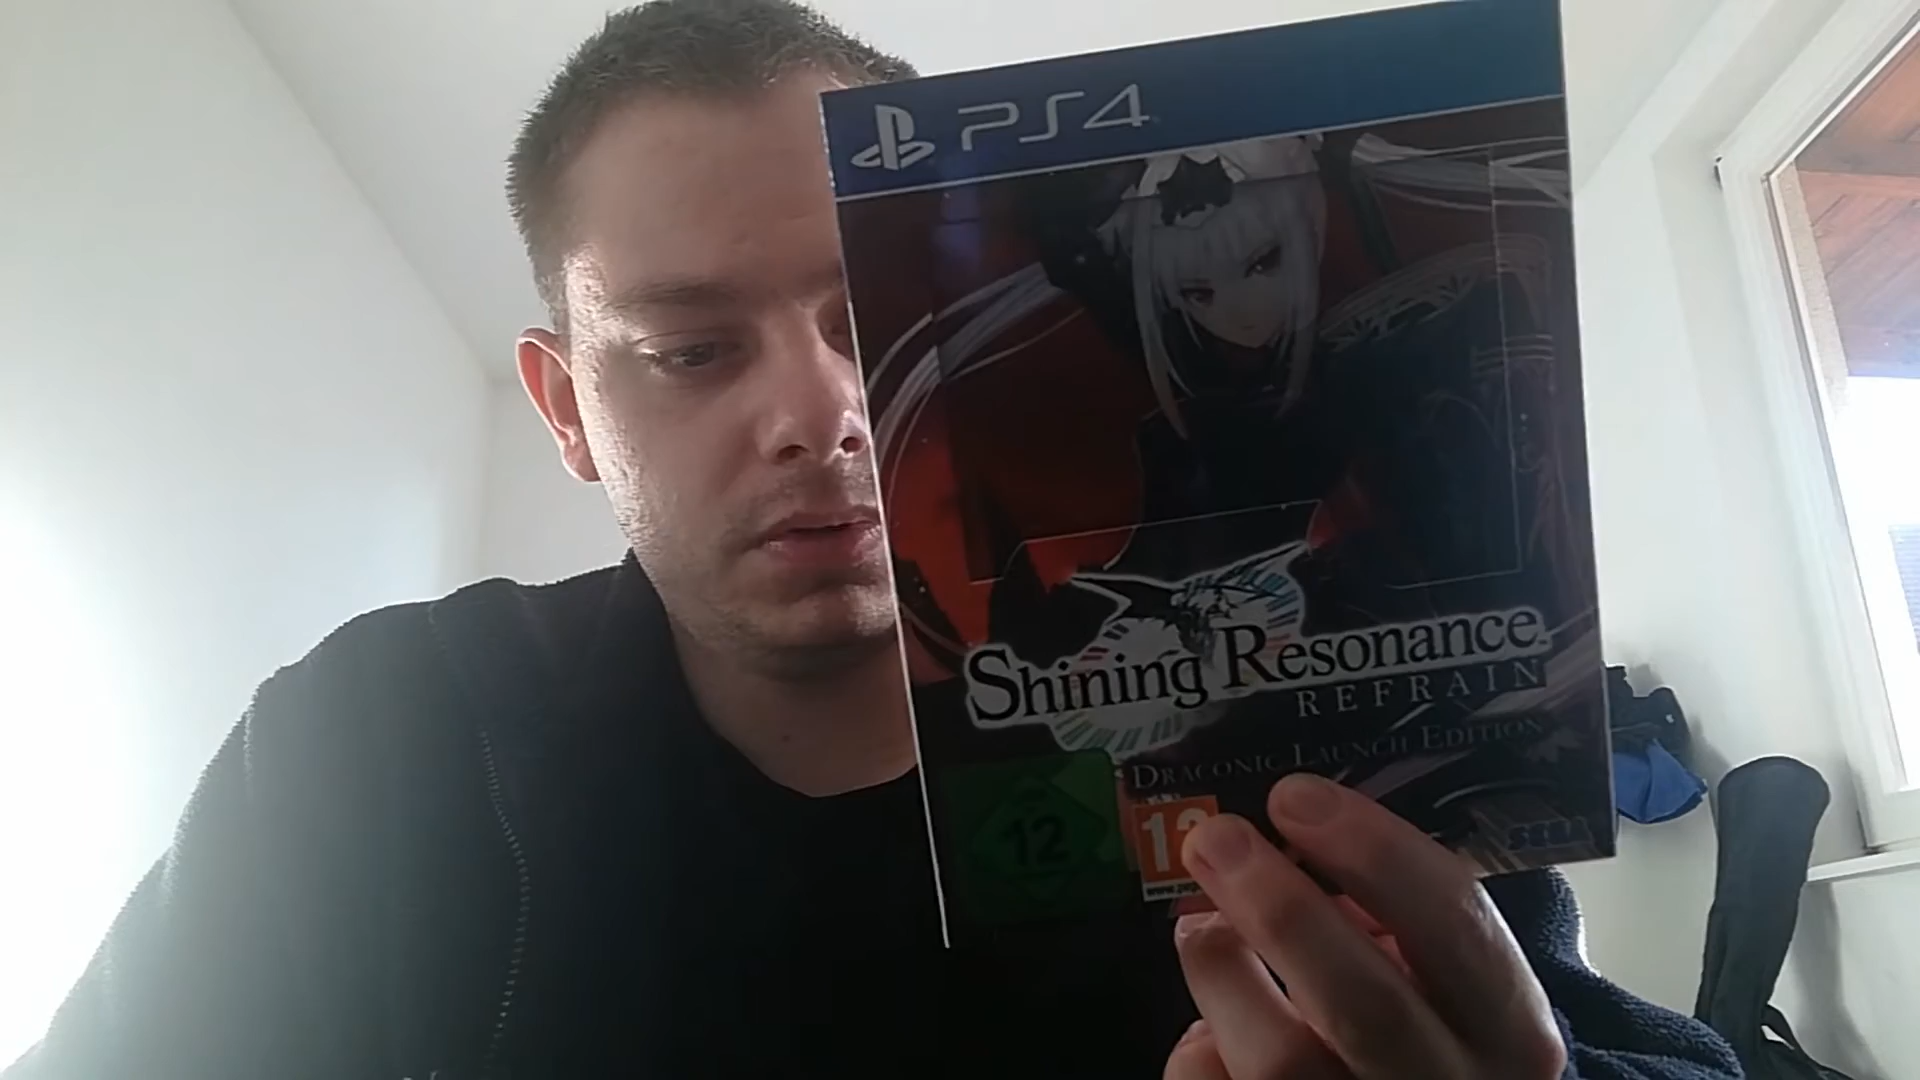 PS4
Shining Resonance
REFRAIN
DRACONIC LAUNCH EDITION
12
12
SEGA